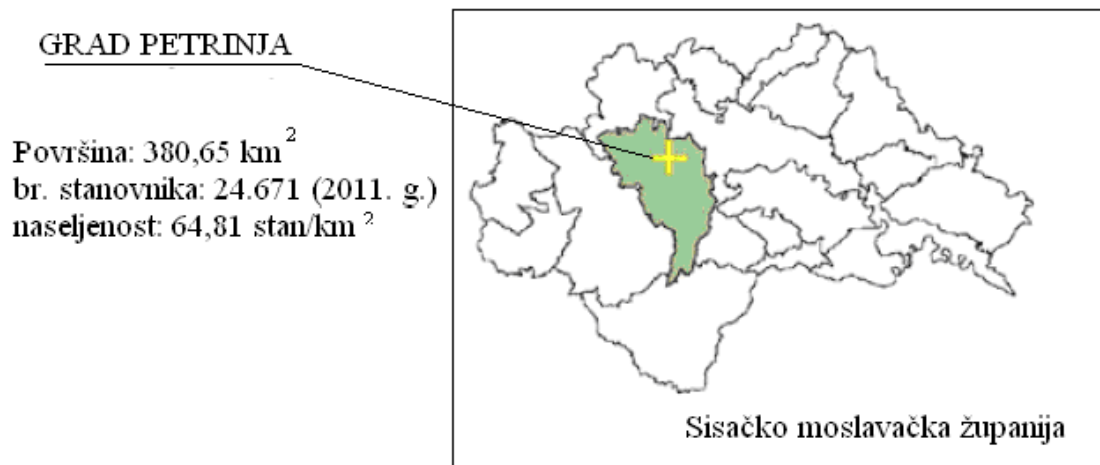 GRAD PETRINJA
Površina: 380,65 km²
br. stanovnika: 24.671 (2011. g.)
naseljenost: 64,81 stan/km²
Sisačko moslavačka županija